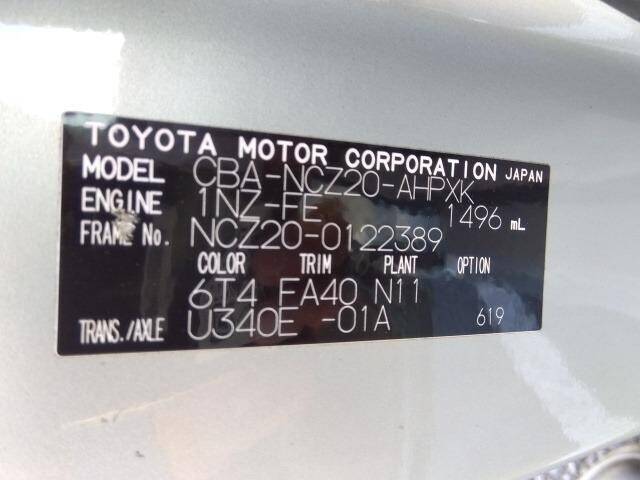 TOYOTA MOTOR CORPORATION JAPAN
MODEL CBA-NCZ20-AHPXK
ENGINE 1NZ-FE 1496 mL
FRAME No. NCZ20-0122389
COLOR TRIM PLANT OPTION
6T4 FA40 N11
TRANS./AXLE U340E -01A 619